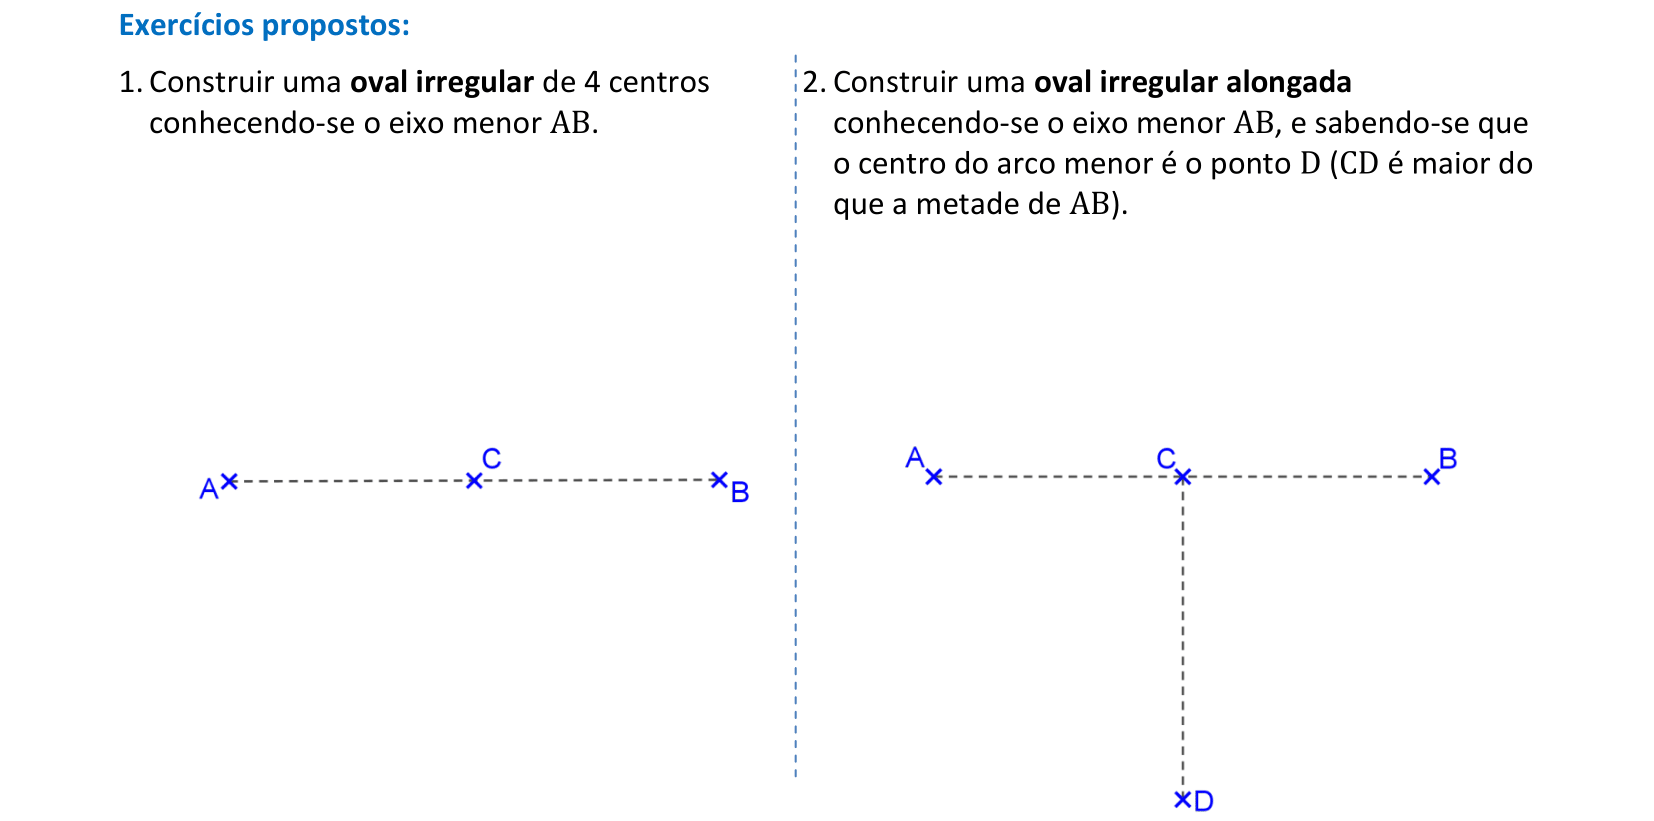 Exercícios propostos:
1. Construir uma oval irregular de 4 centros
conhecendo-se o eixo menor AB.
2. Construir uma oval irregular alongada
conhecendo-se o eixo menor AB, e sabendo-se que
o centro do arco menor é o ponto D (CD é maior do
que a metade de AB).
A
C
B
A
C
B
D